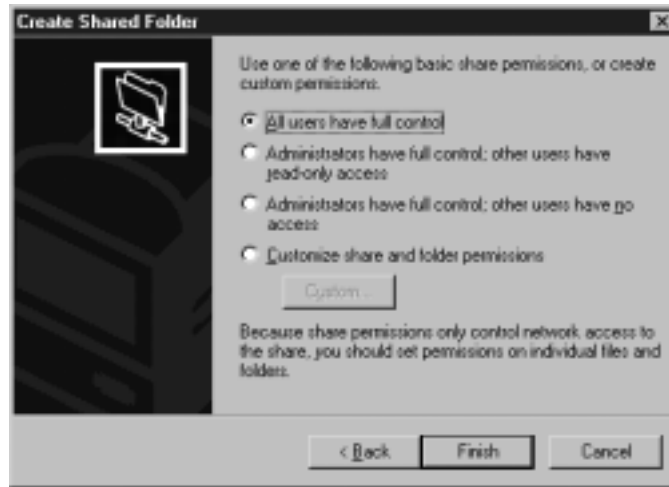 Create Shared Folder
Use one of the following basic share permissions, or create
custom permissions.
All users have full control
Administrators have full control; other users have
read-only access
Administrators have full control; other users have no
access
Customize share and folder permissions
Custom...
Because share permissions only control network access to
the share, you should set permissions on individual files and
folders.
< Back
Finish
Cancel